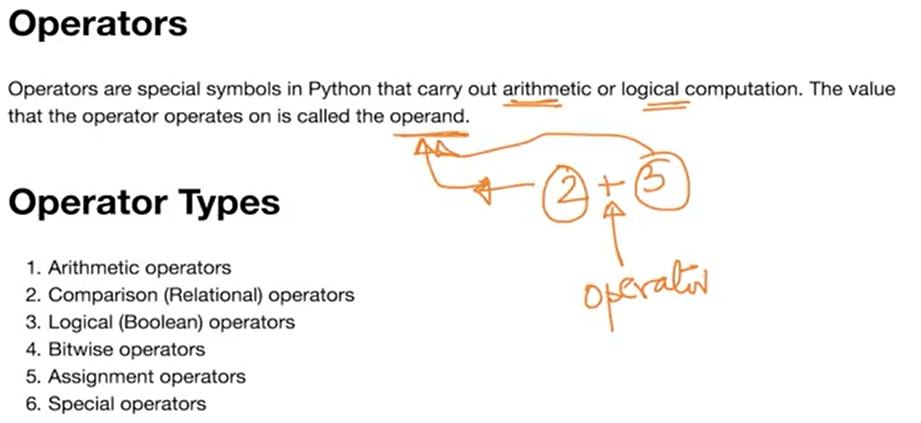 Operators
Operators are special symbols in Python that carry out arithmetic or logical computation. The value
that the operator operates on is called the operand.
2 + 3
Operator Types
operator
1. Arithmetic operators
2. Comparison (Relational) operators
3. Logical (Boolean) operators
4. Bitwise operators
5. Assignment operators
6. Special operators